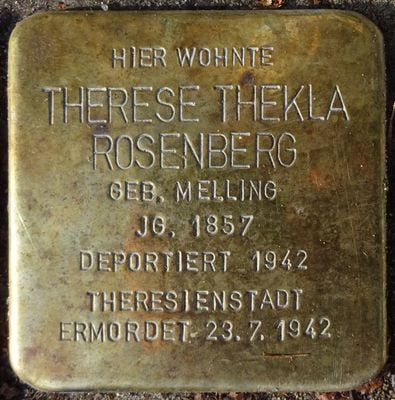 HIER WOHNTE
THERESE THEKLA
ROSENBERG
GEB. MELLING
JG. 1857
DEPORTIERT 1942
THERESIENSTADT
ERMORDET 23.7.1942